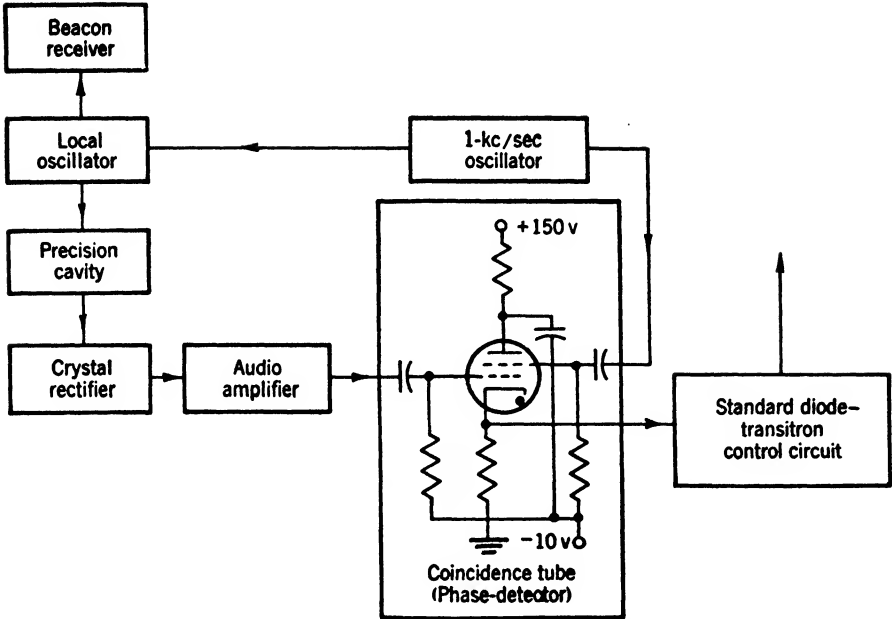 Beacon
receiver
Local
oscillator
1-kc/sec
oscillator
Precision
cavity
+150 v
Crystal
rectifier
Audio
amplifier
Standard diode-
transitron
control circuit
-10 v
Coincidence tube
(Phase-detector)